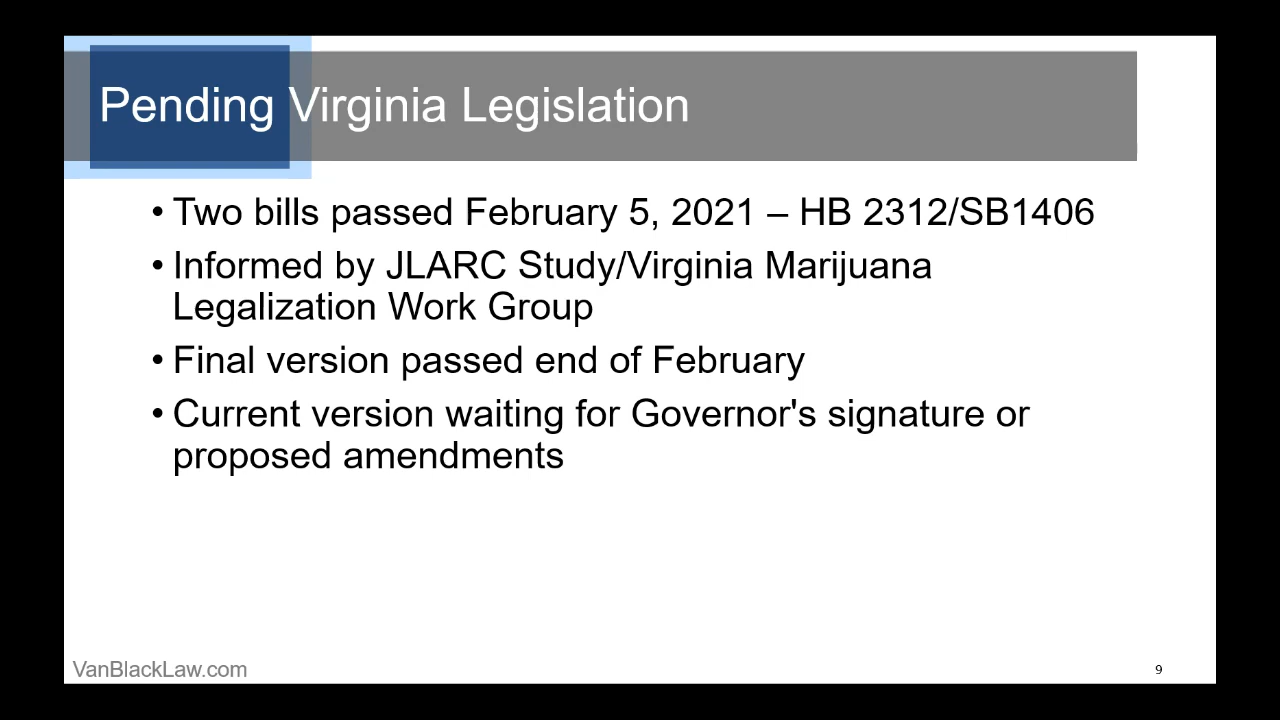 Pending Virginia Legislation
• Two bills passed February 5, 2021 – HB 2312/SB1406
• Informed by JLARC Study/Virginia Marijuana
Legalization Work Group
• Final version passed end of February
• Current version waiting for Governor's signature or
proposed amendments
VanBlackLaw.com
9